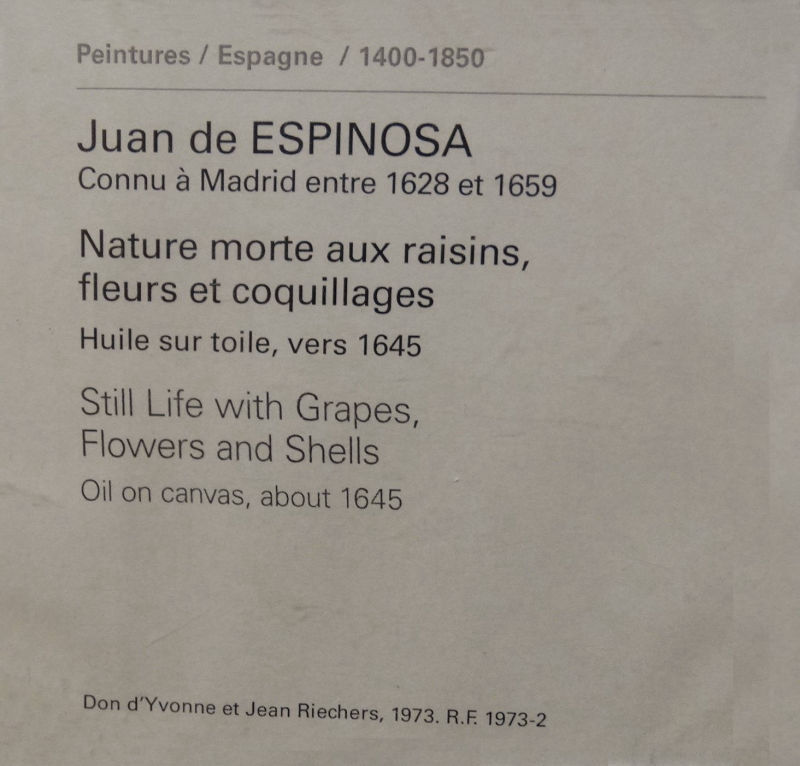 Peintures / Espagne / 1400-1850
Juan de ESPINOSA
Connu à Madrid entre 1628 et 1659
Nature morte aux raisins,
fleurs et coquillages
Huile sur toile, vers 1645
Still Life with Grapes,
Flowers and Shells
Oil on canvas, about 1645
Don d'Yvonne et Jean Riechers, 1973. R.F. 1973-2